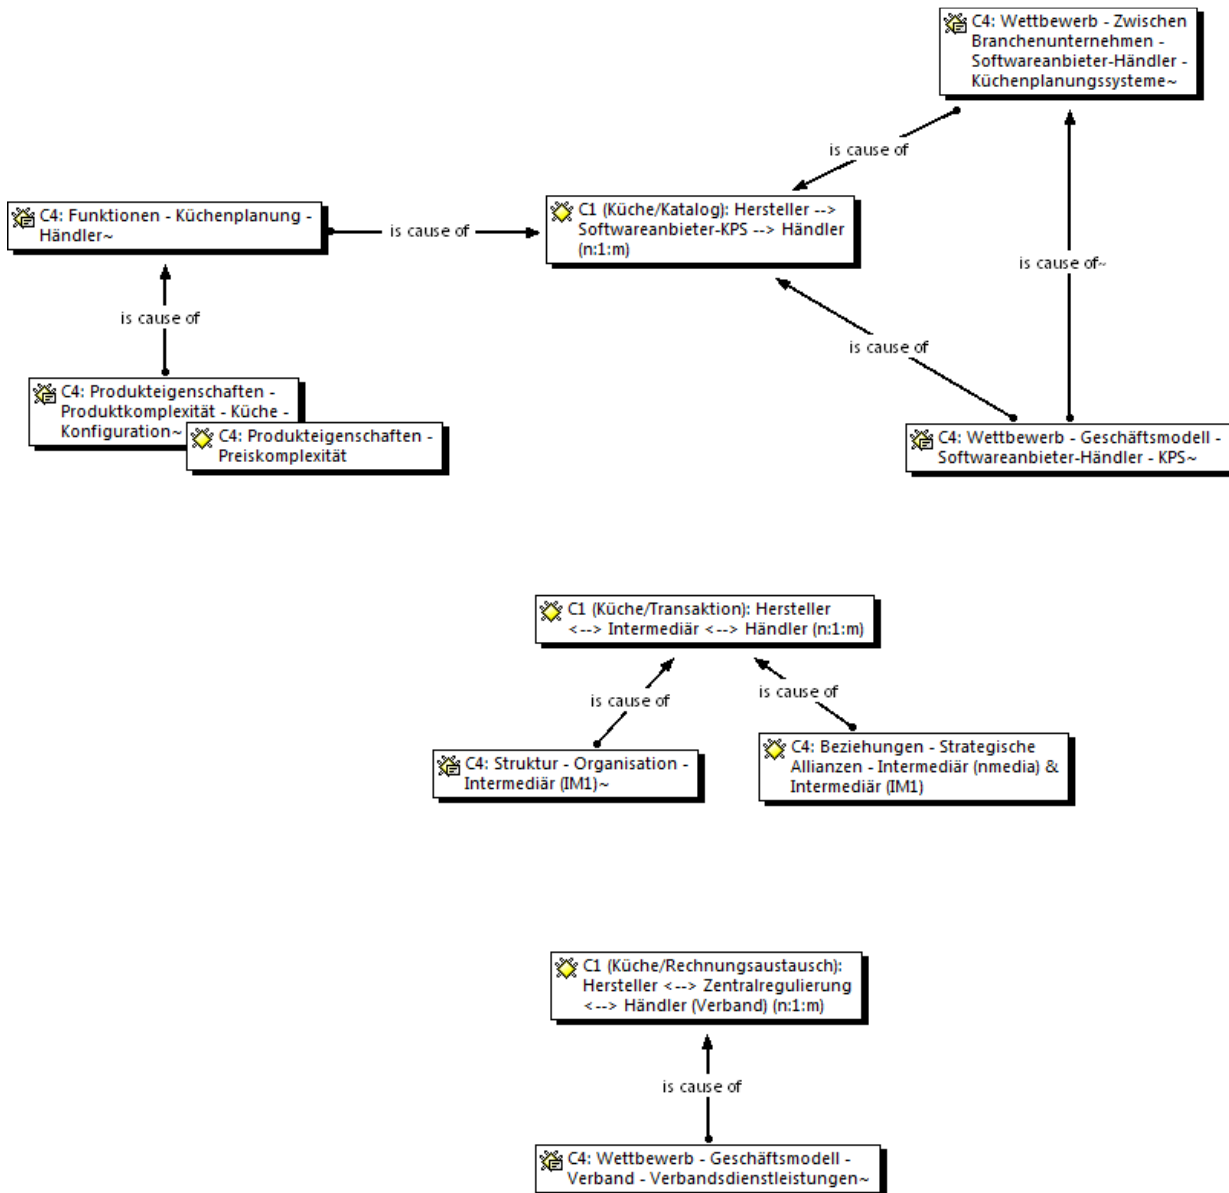 C4: Wettbewerb - Zwischen
Branchenunternehmen -
Softwareanbieter-Händler -
Küchenplanungssysteme~
is cause of
C4: Funktionen - Küchenplanung -
Händler~
is cause of
C1 (Küche/Katalog): Hersteller -->
Softwareanbieter-KPS --> Händler
(n:1:m)
is cause of~
is cause of
is cause of
C4: Produkteigenschaften -
Produktkomplexität - Küche -
Konfiguration~
C4: Produkteigenschaften -
Preiskomplexität
C4: Wettbewerb - Geschäftsmodell -
Softwareanbieter-Händler - KPS~
C1 (Küche/Transaktion): Hersteller
<--> Intermediär <--> Händler (n:1:m)
is cause of
is cause of
C4: Struktur - Organisation -
Intermediär (IM1)~
C4: Beziehungen - Strategische
Allianzen - Intermediär (nmedia) &
Intermediär (IM1)
C1 (Küche/Rechnungsaustausch):
Hersteller <--> Zentralregulierung
<--> Händler (Verband) (n:1:m)
is cause of
C4: Wettbewerb - Geschäftsmodell -
Verband - Verbandsdienstleistungen~